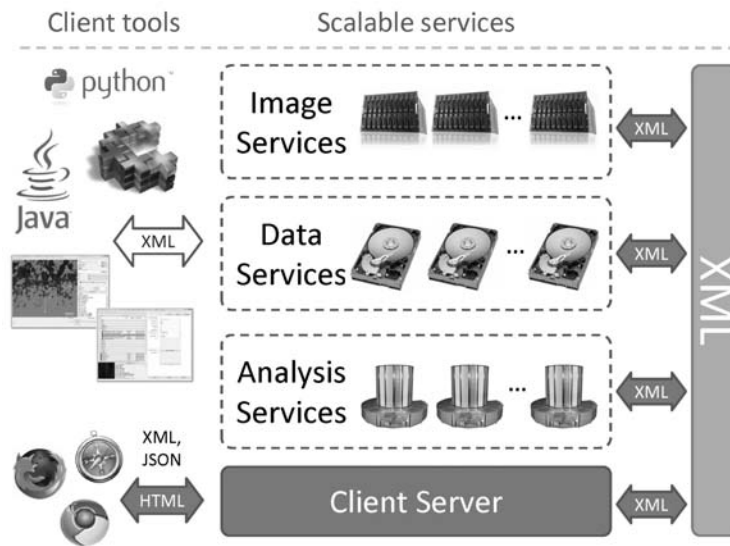 Client tools
Scalable services
python™
Java
XML
XML,
JSON
HTML
Image
Services
...
XML
Data
Services
...
XML
Analysis
Services
...
XML
Client Server
XML
XML